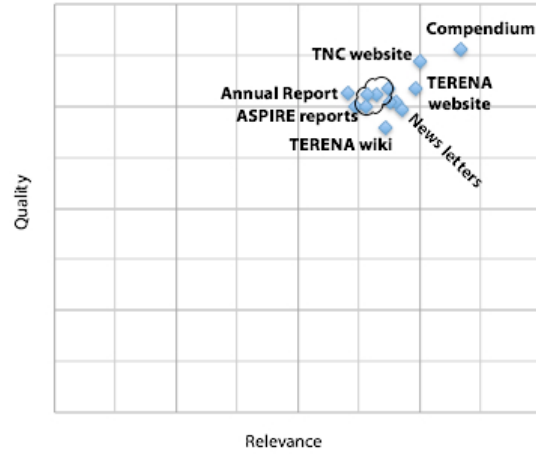 Compendium
TNC website
TERENA
website
Annual Report
ASPIRE reports
TERENA wiki
News letters
Quality
Relevance